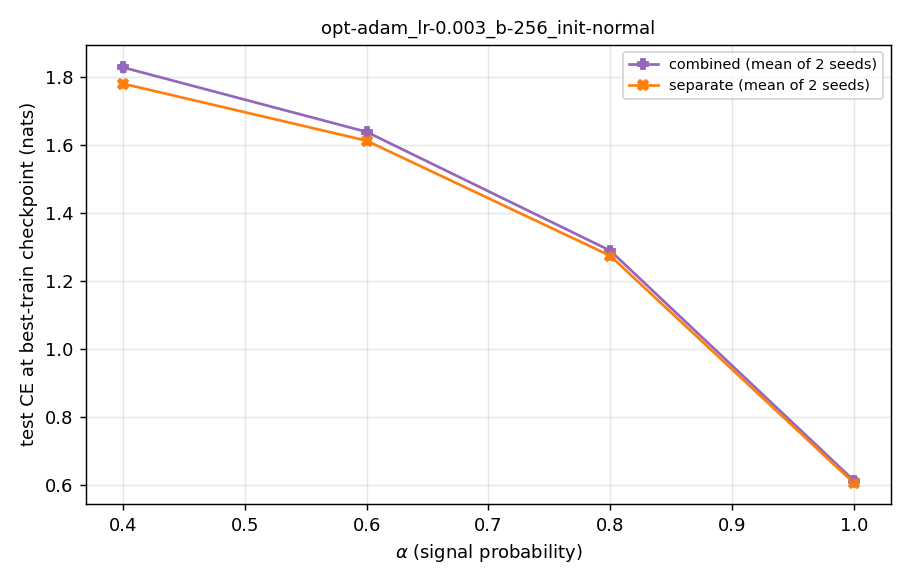 opt-adam_lr-0.003_b-256_init-normal
combined (mean of 2 seeds)
separate (mean of 2 seeds)
test CE at best-train checkpoint (nats)
1.8
1.6
1.4
1.2
1.0
0.8
0.6
0.4 0.5 0.6 0.7 0.8 0.9 1.0
α (signal probability)